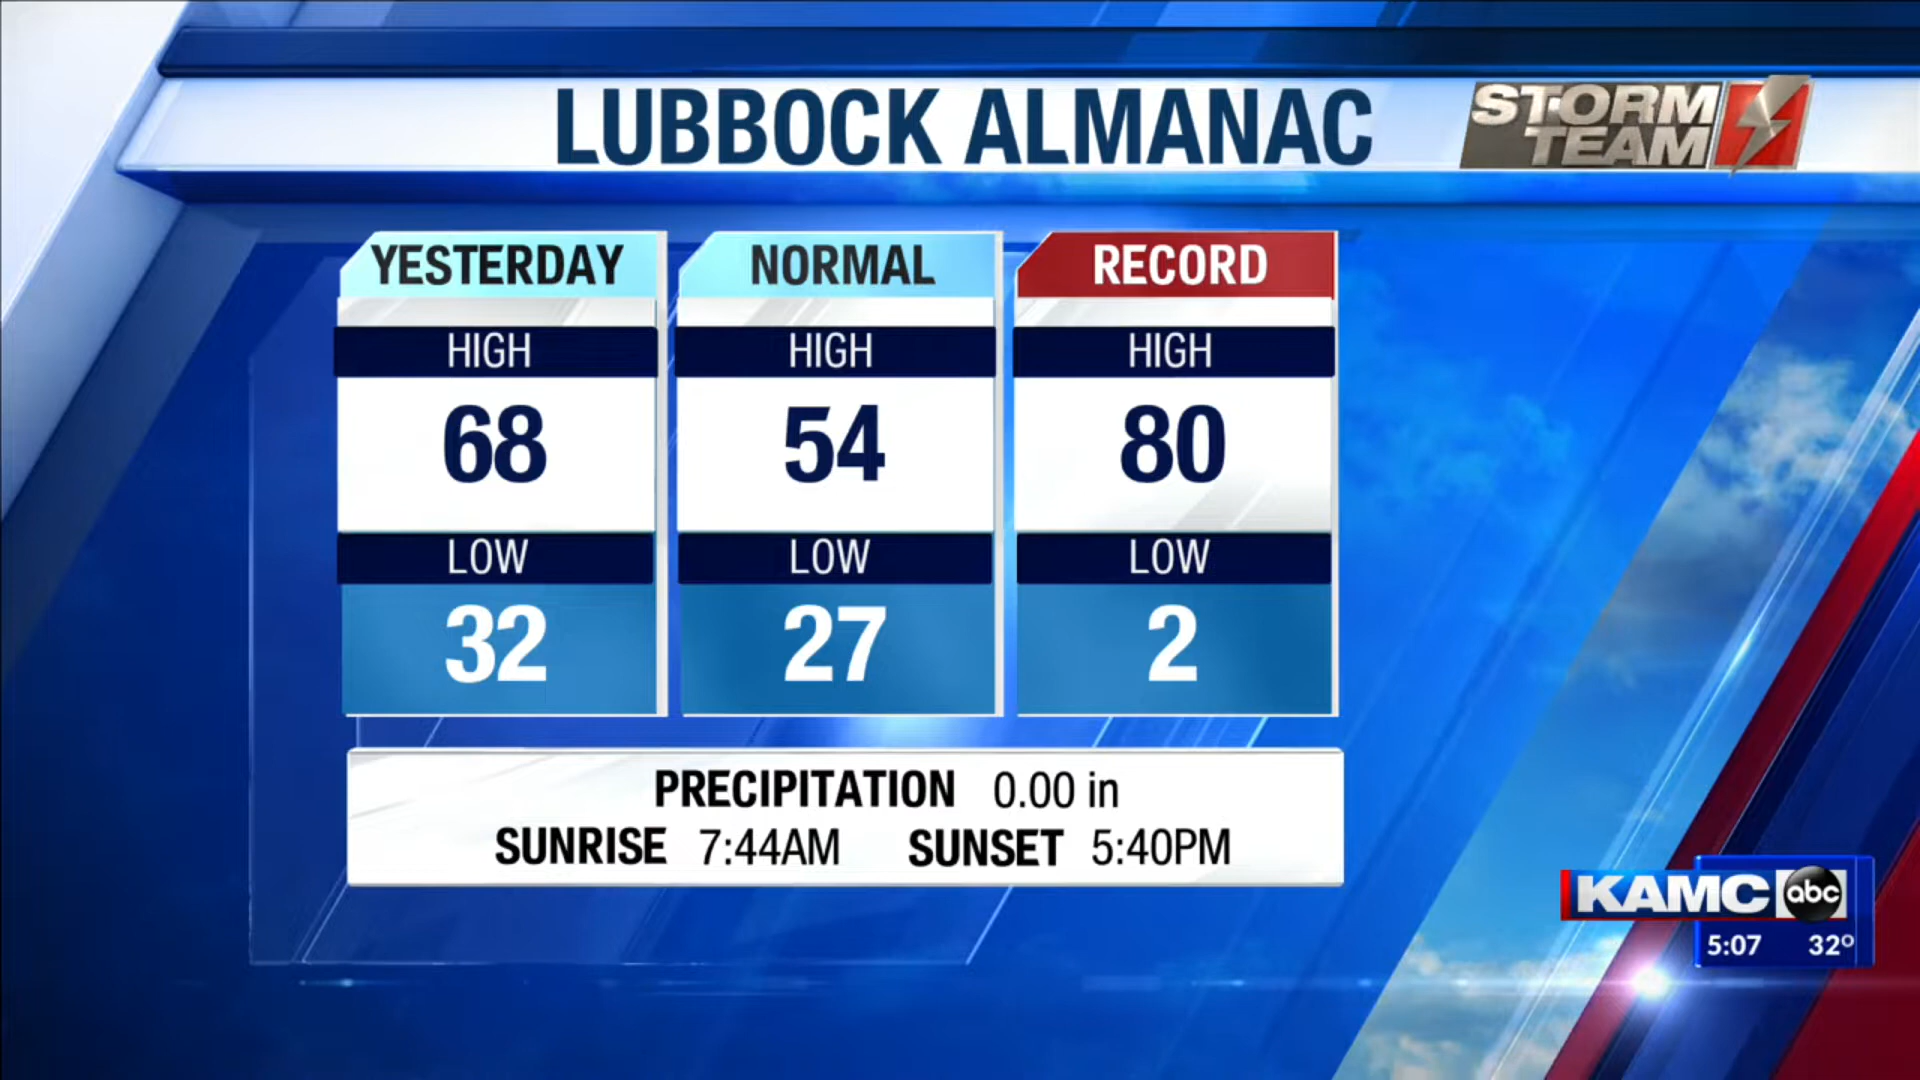 LUBBOCK ALMANAC
STORM
TEAM
YESTERDAY NORMAL RECORD
HIGH HIGH HIGH
68 54 80
LOW LOW LOW
32 27 2
PRECIPITATION 0.00 in
SUNRISE 7:44AM SUNSET 5:40PM
KAMC abc
5:07 32°